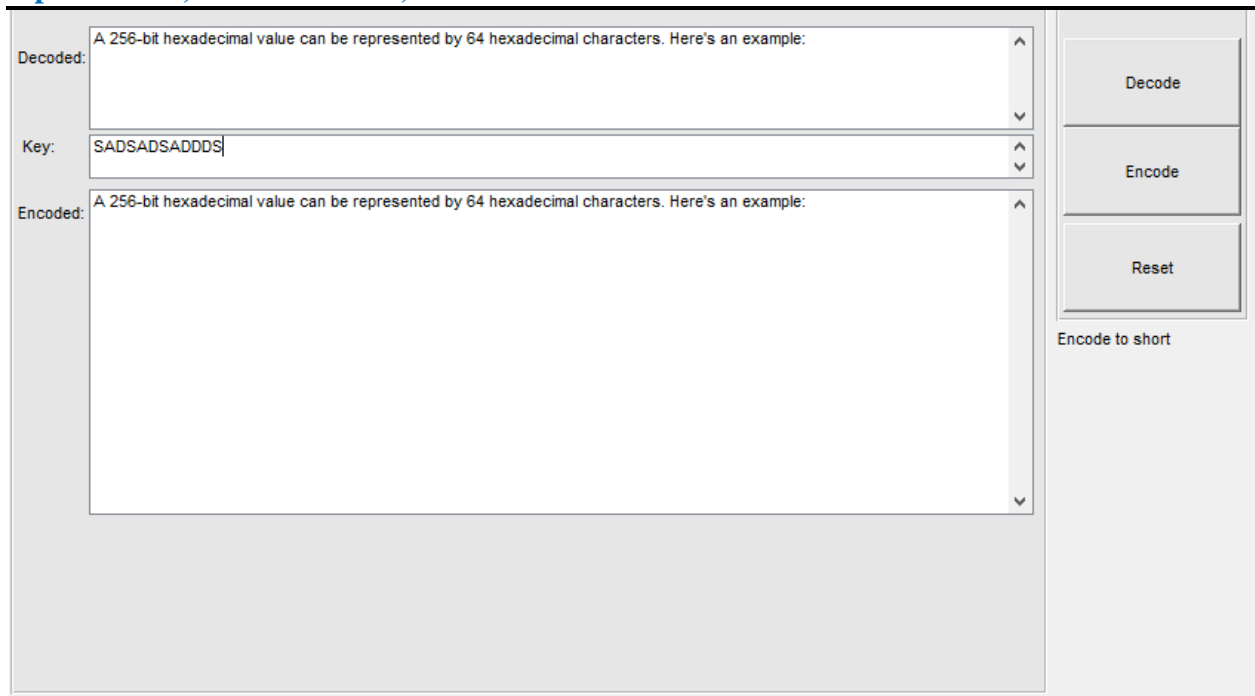 Decoded:
A 256-bit hexadecimal value can be represented by 64 hexadecimal characters. Here's an example:
Decode
Key:
SADSADSADDDS
Encode
Encoded:
A 256-bit hexadecimal value can be represented by 64 hexadecimal characters. Here's an example:
Reset
Encode to short